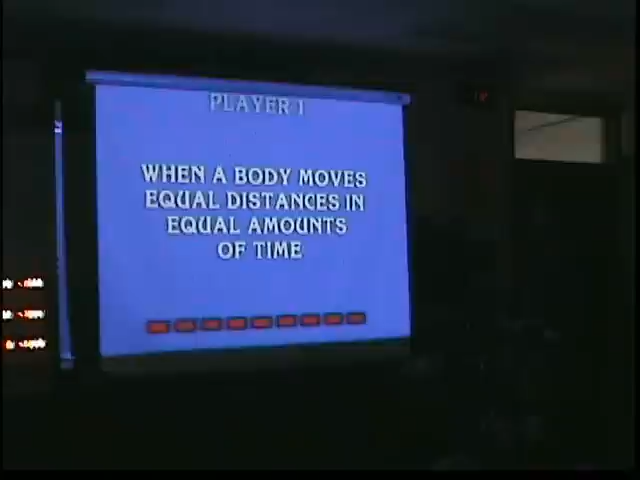 PLAYER 1
WHEN A BODY MOVES
EQUAL DISTANCES IN
EQUAL AMOUNTS
OF TIME